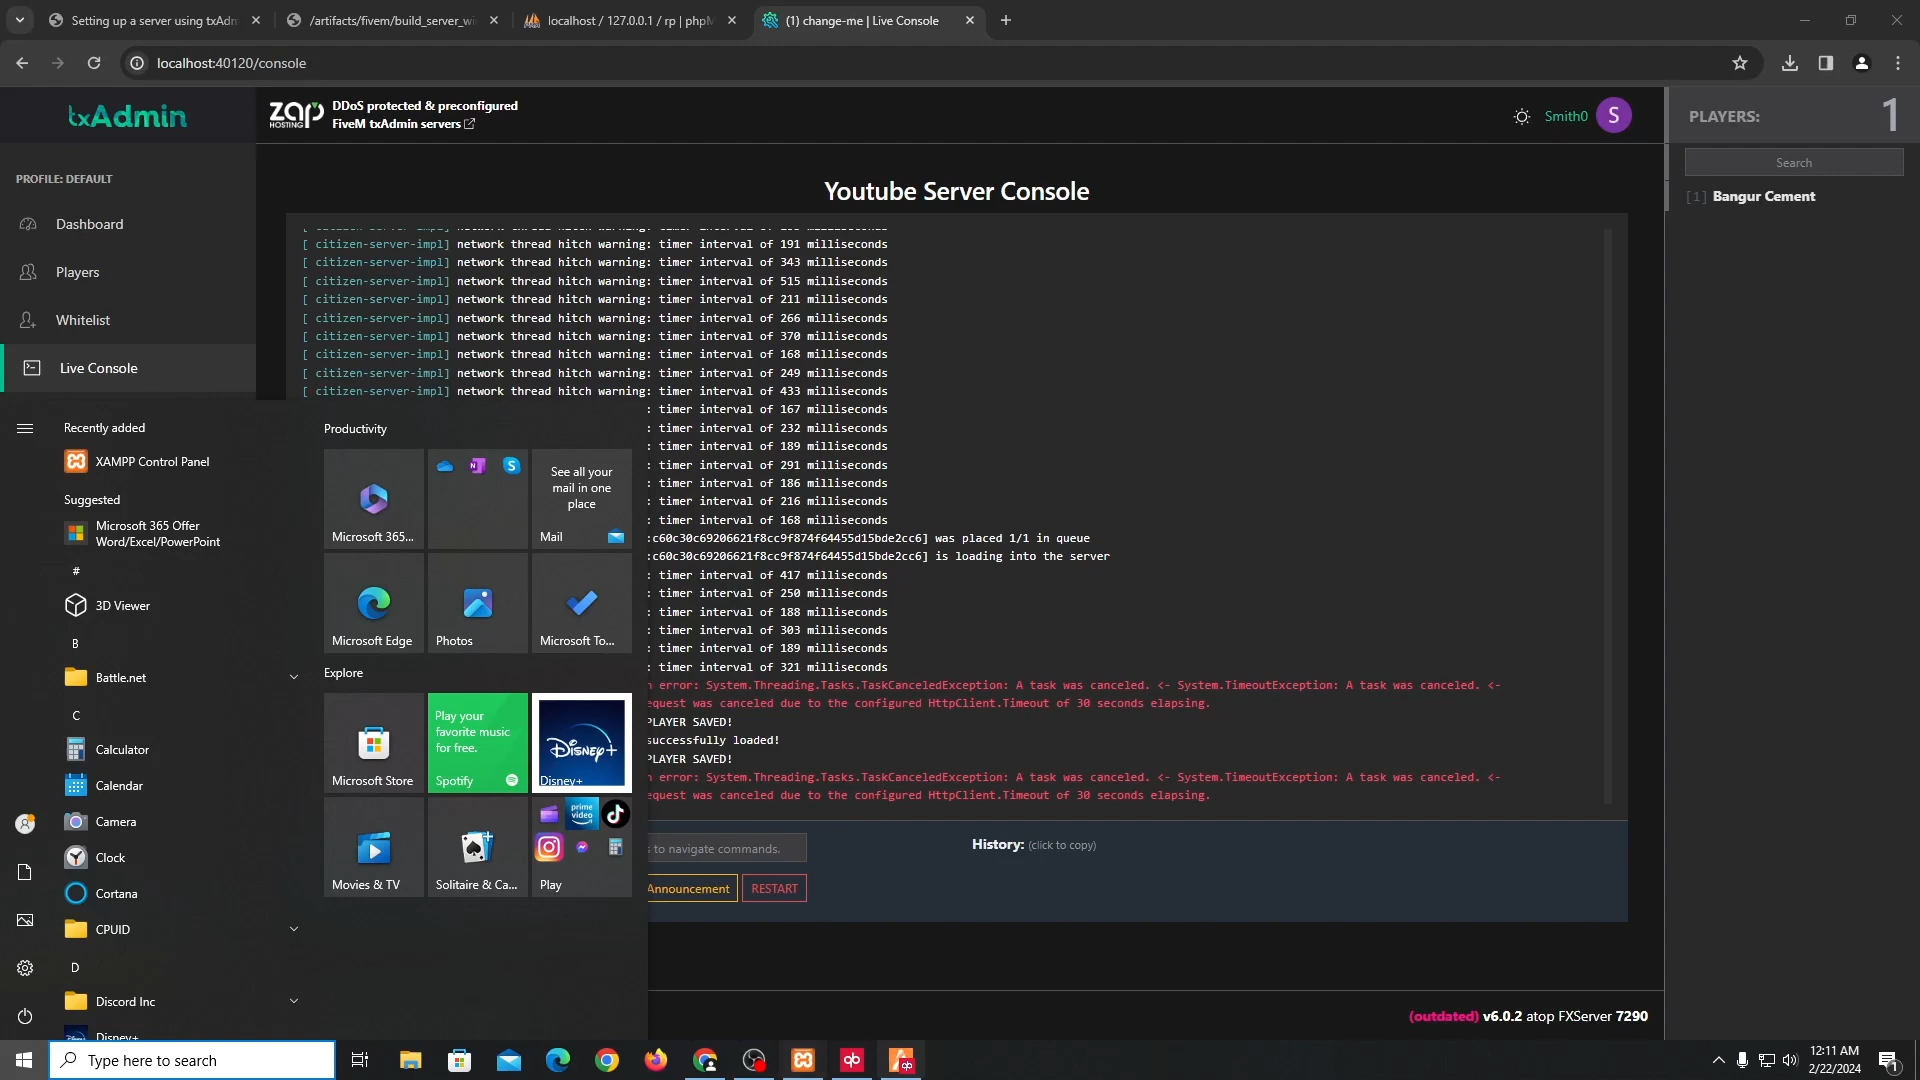 Setting up a server using txAdm
/artifacts/fivem/build_server_wi
localhost / 127.0.0.1 / rp | phpM
(1) change-me | Live Console
localhost:40120/console
txAdmin
zap HOSTING
DDoS protected & preconfigured
FiveM txAdmin servers
Smith0
S
PLAYERS:
1
Search
[1] Bangur Cement
PROFILE: DEFAULT
Dashboard
Players
Whitelist
Live Console
Youtube Server Console
[ citizen-server-impl] network thread hitch warning: timer interval of 191 milliseconds
[ citizen-server-impl] network thread hitch warning: timer interval of 343 milliseconds
[ citizen-server-impl] network thread hitch warning: timer interval of 515 milliseconds
[ citizen-server-impl] network thread hitch warning: timer interval of 211 milliseconds
[ citizen-server-impl] network thread hitch warning: timer interval of 266 milliseconds
[ citizen-server-impl] network thread hitch warning: timer interval of 370 milliseconds
[ citizen-server-impl] network thread hitch warning: timer interval of 168 milliseconds
[ citizen-server-impl] network thread hitch warning: timer interval of 249 milliseconds
[ citizen-server-impl] network thread hitch warning: timer interval of 433 milliseconds
: timer interval of 167 milliseconds
: timer interval of 232 milliseconds
: timer interval of 189 milliseconds
: timer interval of 291 milliseconds
: timer interval of 186 milliseconds
: timer interval of 216 milliseconds
: timer interval of 168 milliseconds
:c60c30c69206621f8cc9f874f64455d15bde2cc6] was placed 1/1 in queue
:c60c30c69206621f8cc9f874f64455d15bde2cc6] is loading into the server
: timer interval of 417 milliseconds
: timer interval of 250 milliseconds
: timer interval of 188 milliseconds
: timer interval of 303 milliseconds
: timer interval of 189 milliseconds
: timer interval of 321 milliseconds
n error: System.Threading.Tasks.TaskCanceledException: A task was canceled. <- System.TimeoutException: A task was canceled. <-
equest was canceled due to the configured HttpClient.Timeout of 30 seconds elapsing.
PLAYER SAVED!
successfully loaded!
PLAYER SAVED!
n error: System.Threading.Tasks.TaskCanceledException: A task was canceled. <- System.TimeoutException: A task was canceled. <-
equest was canceled due to the configured HttpClient.Timeout of 30 seconds elapsing.
s to navigate commands.
History: (click to copy)
Announcement
RESTART
(outdated) v6.0.2 atop FXServer 7290
Recently added
XAMPP Control Panel
Suggested
Microsoft 365 Offer
Word/Excel/PowerPoint
#
3D Viewer
B
Battle.net
C
Calculator
Calendar
Camera
Clock
Cortana
CPUID
D
Discord Inc
Disney+
Productivity
Microsoft 365...
See all your
mail in one
place
Mail
Microsoft Edge
Photos
Microsoft To...
Explore
Microsoft Store
Play your
favorite music
for free.
Spotify
Disney+
Disney+
Movies & TV
Solitaire & Ca...
prime
video
Play
Type here to search
12:11 AM
2/22/2024
1